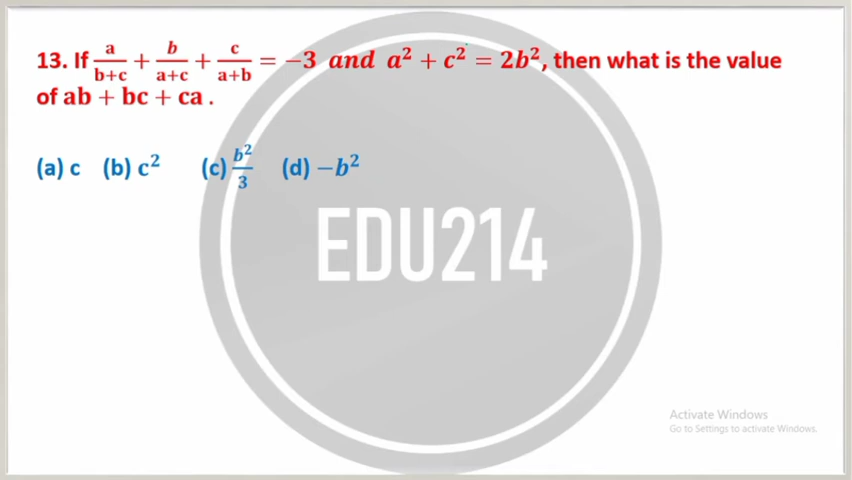 13. If a/(b+c) + b/(a+c) + c/(a+b) = −3 and a² + c² = 2b², then what is the value
of ab + bc + ca .
(a) c (b) c² (c) b²/3 (d) −b²
EDU214
Activate Windows
Go to Settings to activate Windows.